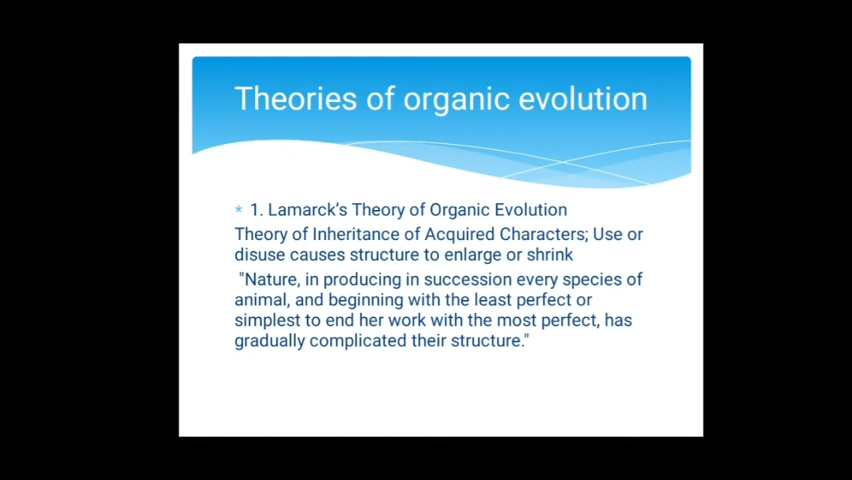 Theories of organic evolution
* 1. Lamarck’s Theory of Organic Evolution
Theory of Inheritance of Acquired Characters; Use or
disuse causes structure to enlarge or shrink
"Nature, in producing in succession every species of
animal, and beginning with the least perfect or
simplest to end her work with the most perfect, has
gradually complicated their structure."